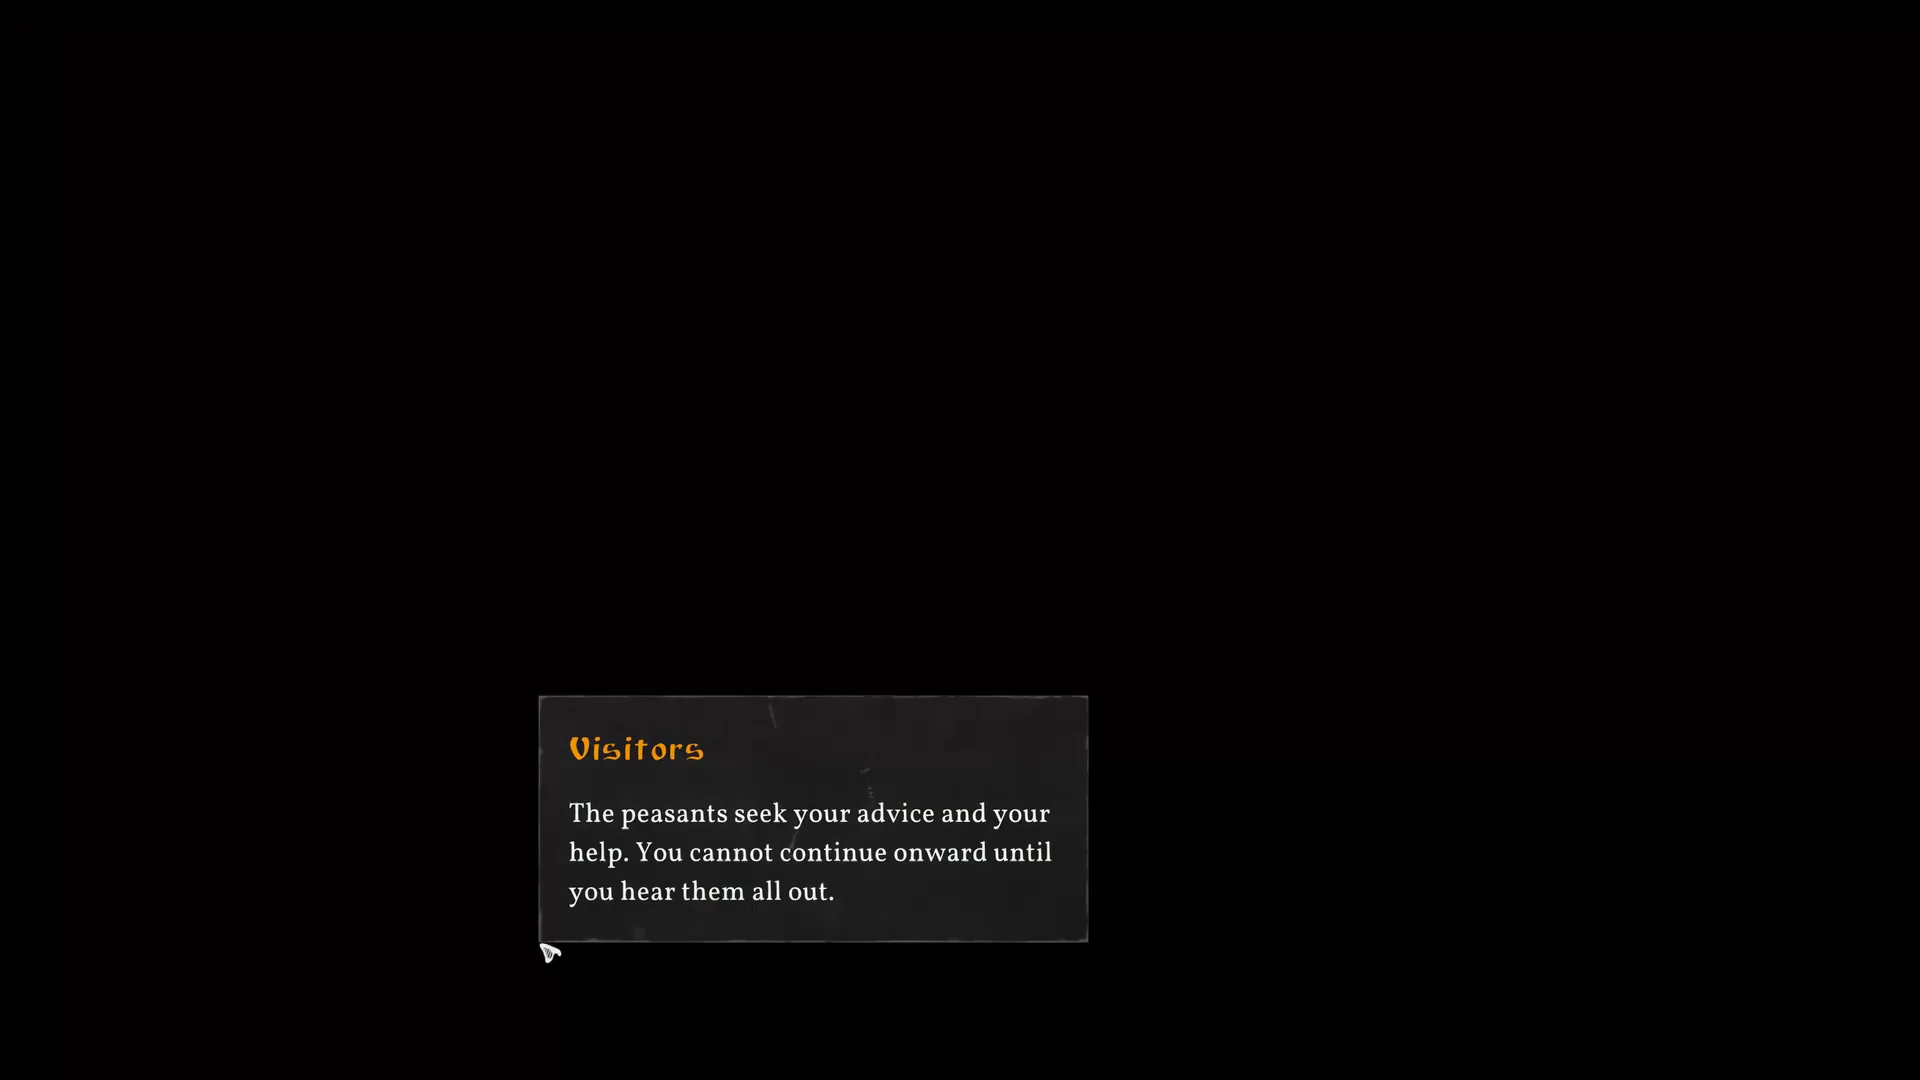 Visitors
The peasants seek your advice and your
help. You cannot continue onward until
you hear them all out.